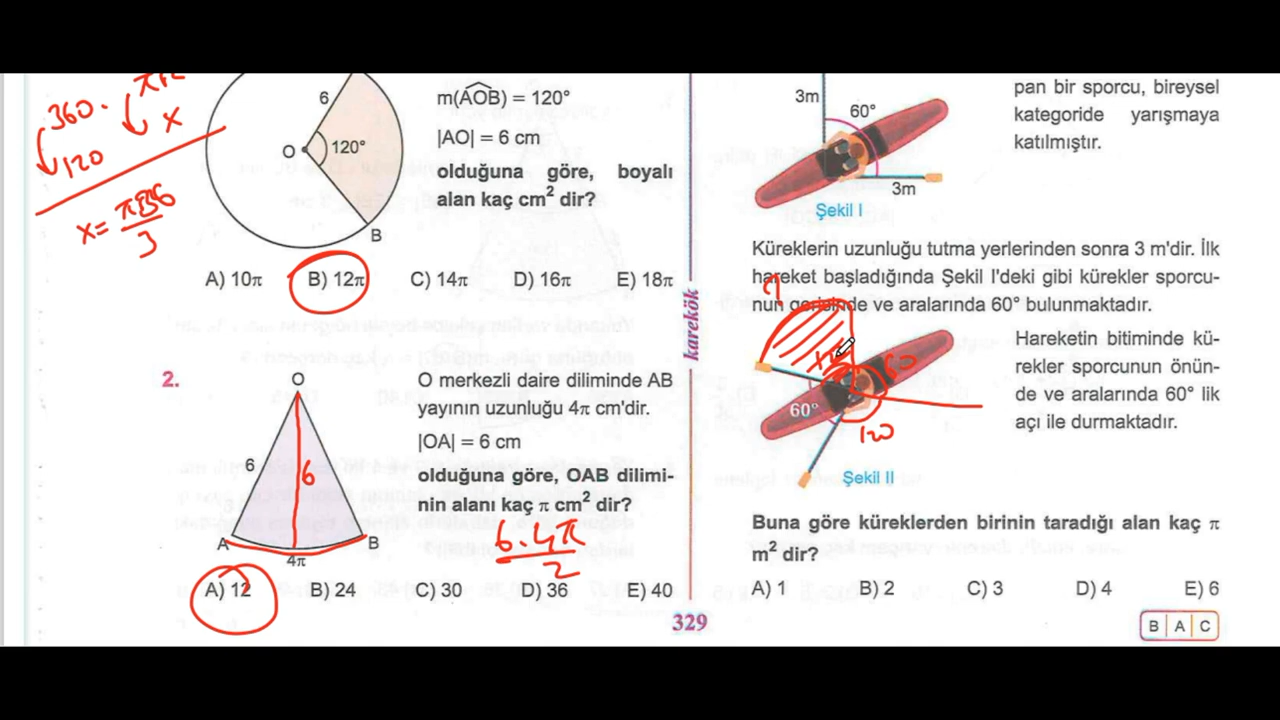 360. πr²
120 x
x = π.36
3
6
O
120°
B
m(AOB) = 120°
|AO| = 6 cm
olduğuna göre, boyalı
alan kaç cm² dir?
A) 10π B) 12π C) 14π D) 16π E) 18π
2.
O
6
6
A
B
4π
O merkezli daire diliminde AB
yayının uzunluğu 4π cm'dir.
|OA| = 6 cm
olduğuna göre, OAB dilimi-
nin alanı kaç π cm² dir?
6.4π
2
A) 12 B) 24 C) 30 D) 36 E) 40
karekök
329
3m
60°
3m
Şekil I
pan bir sporcu, bireysel
kategoride yarışmaya
katılmıştır.
Küreklerin uzunluğu tutma yerlerinden sonra 3 m'dir. İlk
hareket başladığında Şekil I'deki gibi kürekler sporcu-
nun gerisinde ve aralarında 60° bulunmaktadır.
?
60
60°
120
Şekil II
Hareketin bitiminde kü-
rekler sporcunun önün-
de ve aralarında 60° lik
açı ile durmaktadır.
Buna göre küreklerden birinin taradığı alan kaç π
m² dir?
A) 1 B) 2 C) 3 D) 4 E) 6
B A C